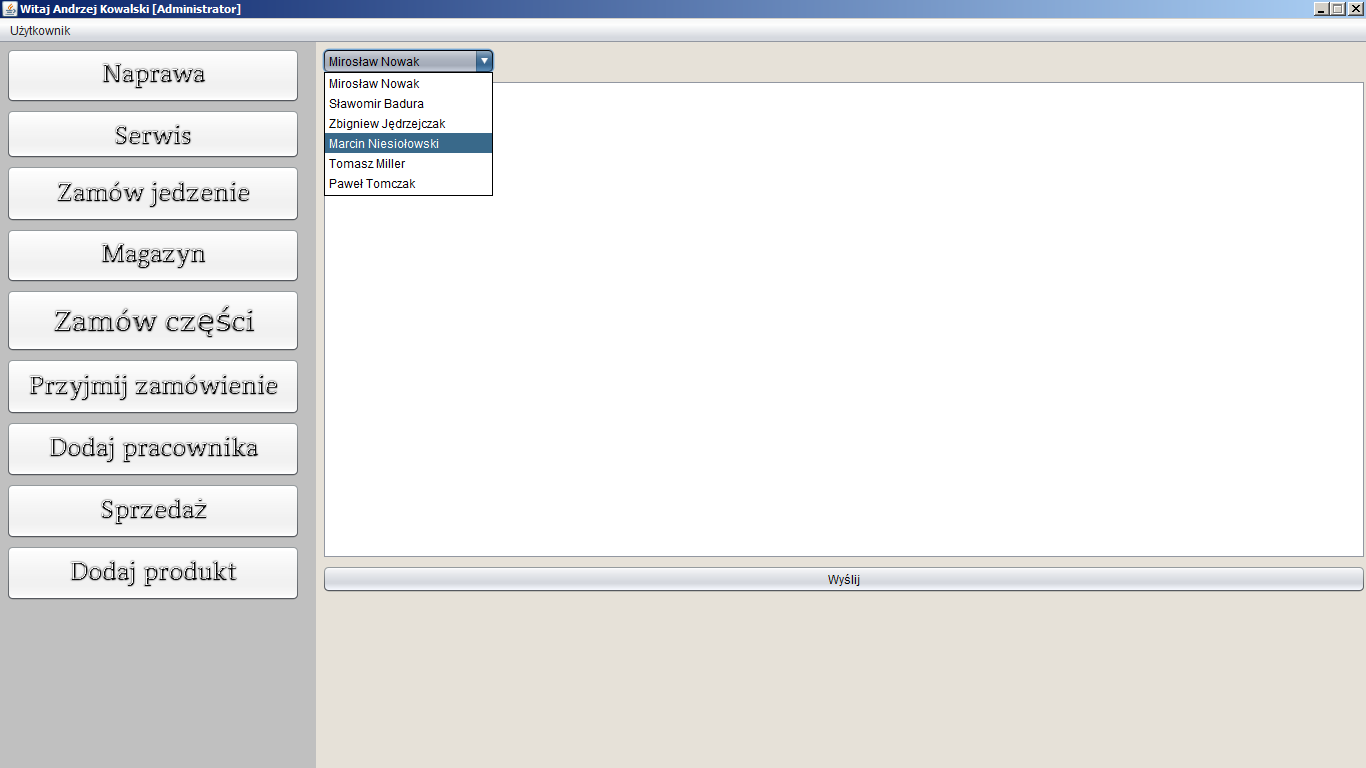 Witaj Andrzej Kowalski [Administrator]
Użytkownik
Naprawa
Serwis
Zamów jedzenie
Magazyn
Zamów części
Przyjmij zamówienie
Dodaj pracownika
Sprzedaż
Dodaj produkt
Mirosław Nowak
Mirosław Nowak
Sławomir Badura
Zbigniew Jędrzejczak
Marcin Niesiołowski
Tomasz Miller
Paweł Tomczak
Wyślij